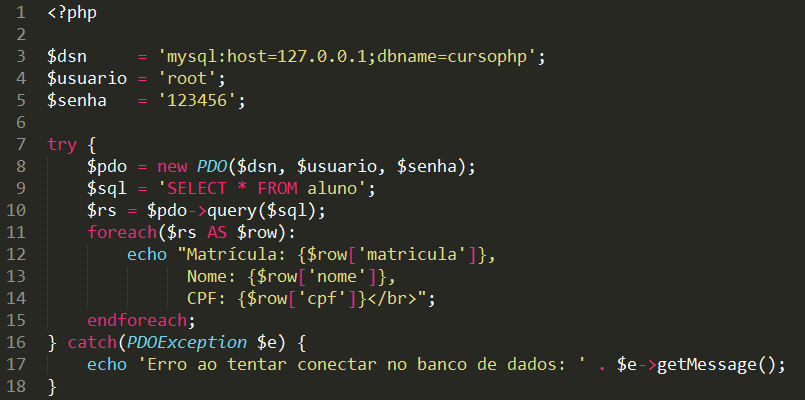 1 <?php
2
3 $dsn     = 'mysql:host=127.0.0.1;dbname=cursophp';
4 $usuario = 'root';
5 $senha   = '123456';
6
7 try {
8     $pdo = new PDO($dsn, $usuario, $senha);
9     $sql = 'SELECT * FROM aluno';
10     $rs = $pdo->query($sql);
11     foreach($rs AS $row):
12         echo "Matrícula: {$row['matricula']},
13               Nome: {$row['nome']},
14               CPF: {$row['cpf']}</br>";
15     endforeach;
16 } catch(PDOException $e) {
17     echo 'Erro ao tentar conectar no banco de dados: ' . $e->getMessage();
18 }